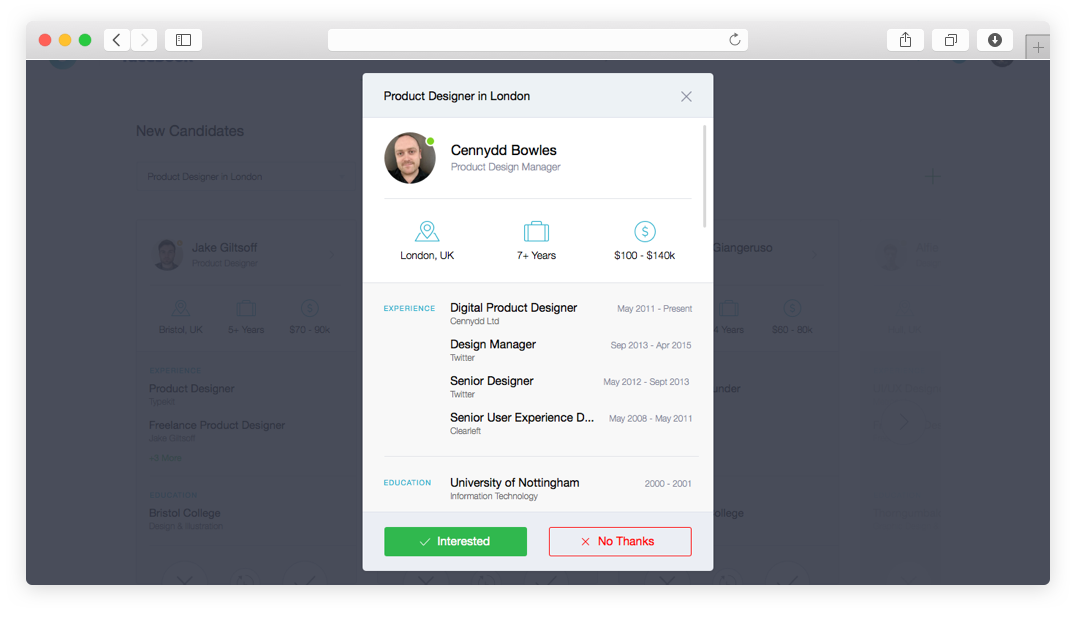 Product Designer in London
Cennydd Bowles
Product Design Manager
London, UK
7+ Years
$100 - $140k
EXPERIENCE
Digital Product Designer
May 2011 - Present
Cennydd Ltd
Design Manager
Sep 2013 - Apr 2015
Twitter
Senior Designer
May 2012 - Sept 2013
Twitter
Senior User Experience D...
May 2008 - May 2011
Clearleft
EDUCATION
University of Nottingham
2000 - 2001
Information Technology
Interested
No Thanks
New Candidates
Product Designer in London
Jake Giltsoff
Product Designer
Bristol, UK
5+ Years
$70 - 90k
EXPERIENCE
Product Designer
Typekit
Freelance Product Designer
Jake Giltsoff
+3 More
EDUCATION
Bristol College
Design & Illustration
Giangeruso
4 Years
$60 - 80k
under
ollege